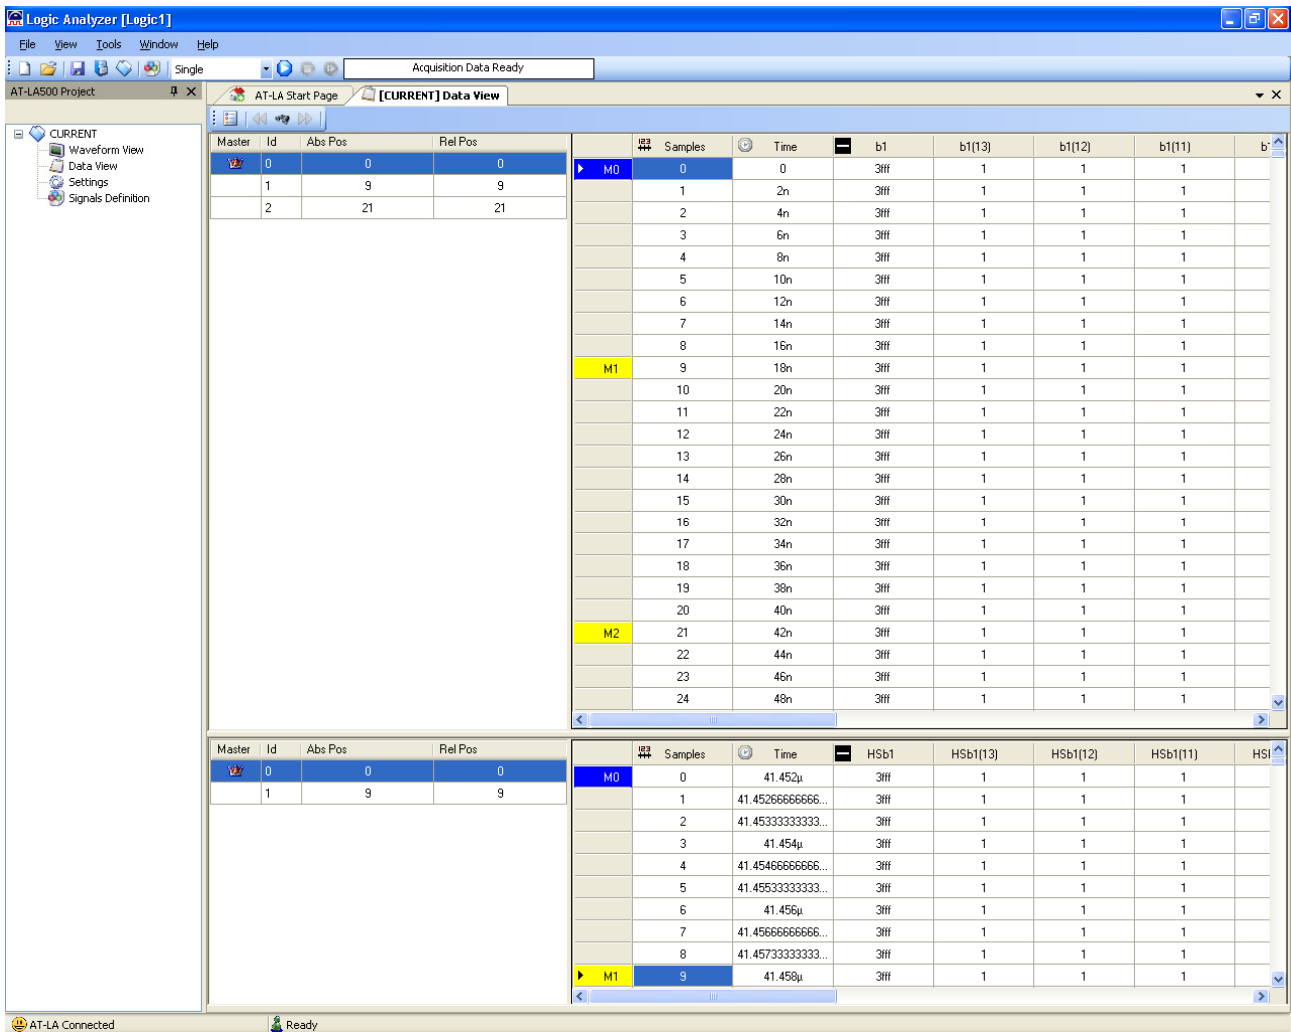 Logic Analyzer [Logic1]
File View Tools Window Help
Single Acquisition Data Ready
AT-LA500 Project
AT-LA Start Page [CURRENT] Data View
CURRENT
Waveform View
Data View
Settings
Signals Definition
Master Id Abs Pos Rel Pos
0 0 0
1 9 9
2 21 21
Samples Time b1 b1(13) b1(12) b1(11)
M0 0 0 3fff 1 1 1
1 2n 3fff 1 1 1
2 4n 3fff 1 1 1
3 6n 3fff 1 1 1
4 8n 3fff 1 1 1
5 10n 3fff 1 1 1
6 12n 3fff 1 1 1
7 14n 3fff 1 1 1
8 16n 3fff 1 1 1
M1 9 18n 3fff 1 1 1
10 20n 3fff 1 1 1
11 22n 3fff 1 1 1
12 24n 3fff 1 1 1
13 26n 3fff 1 1 1
14 28n 3fff 1 1 1
15 30n 3fff 1 1 1
16 32n 3fff 1 1 1
17 34n 3fff 1 1 1
18 36n 3fff 1 1 1
19 38n 3fff 1 1 1
20 40n 3fff 1 1 1
M2 21 42n 3fff 1 1 1
22 44n 3fff 1 1 1
23 46n 3fff 1 1 1
24 48n 3fff 1 1 1
Master Id Abs Pos Rel Pos
0 0 0
1 9 9
Samples Time HSb1 HSb1(13) HSb1(12) HSb1(11)
M0 0 41.452µ 3fff 1 1 1
1 41.45266666666... 3fff 1 1 1
2 41.45333333333... 3fff 1 1 1
3 41.454µ 3fff 1 1 1
4 41.45466666666... 3fff 1 1 1
5 41.45533333333... 3fff 1 1 1
6 41.456µ 3fff 1 1 1
7 41.45666666666... 3fff 1 1 1
8 41.45733333333... 3fff 1 1 1
M1 9 41.458µ 3fff 1 1 1
AT-LA Connected Ready